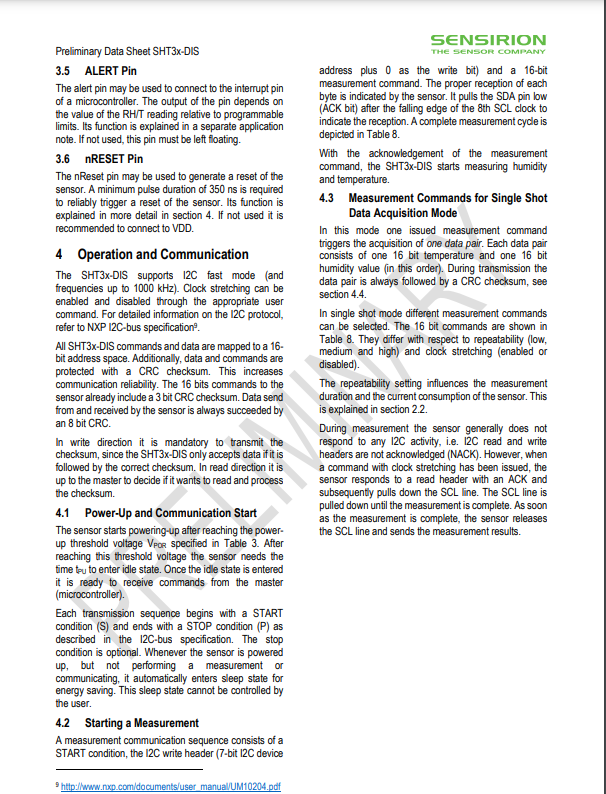 Preliminary Data Sheet SHT3x-DIS
SENSIRION
THE SENSOR COMPANY
3.5 ALERT Pin
The alert pin may be used to connect to the interrupt pin
of a microcontroller. The output of the pin depends on
the value of the RH/T reading relative to programmable
limits. Its function is explained in a separate application
note. If not used, this pin must be left floating.
3.6 nRESET Pin
The nReset pin may be used to generate a reset of the
sensor. A minimum pulse duration of 350 ns is required
to reliably trigger a reset of the sensor. Its function is
explained in more detail in section 4. If not used it is
recommended to connect to VDD.
4 Operation and Communication
The SHT3x-DIS supports I2C fast mode (and
frequencies up to 1000 kHz). Clock stretching can be
enabled and disabled through the appropriate user
command. For detailed information on the I2C protocol,
refer to NXP I2C-bus specification⁹.
All SHT3x-DIS commands and data are mapped to a 16-
bit address space. Additionally, data and commands are
protected with a CRC checksum. This increases
communication reliability. The 16 bits commands to the
sensor already include a 3 bit CRC checksum. Data send
from and received by the sensor is always succeeded by
an 8 bit CRC.
In write direction it is mandatory to transmit the
checksum, since the SHT3x-DIS only accepts data if it is
followed by the correct checksum. In read direction it is
up to the master to decide if it wants to read and process
the checksum.
4.1 Power-Up and Communication Start
The sensor starts powering-up after reaching the power-
up threshold voltage VPOR specified in Table 3. After
reaching this threshold voltage the sensor needs the
time tPU to enter idle state. Once the idle state is entered
it is ready to receive commands from the master
(microcontroller).
Each transmission sequence begins with a START
condition (S) and ends with a STOP condition (P) as
described in the I2C-bus specification. The stop
condition is optional. Whenever the sensor is powered
up, but not performing a measurement or
communicating, it automatically enters sleep state for
energy saving. This sleep state cannot be controlled by
the user.
4.2 Starting a Measurement
A measurement communication sequence consists of a
START condition, the I2C write header (7-bit I2C device
⁹ http://www.nxp.com/documents/user_manual/UM10204.pdf
address plus 0 as the write bit) and a 16-bit
measurement command. The proper reception of each
byte is indicated by the sensor. It pulls the SDA pin low
(ACK bit) after the falling edge of the 8th SCL clock to
indicate the reception. A complete measurement cycle is
depicted in Table 8.
With the acknowledgement of the measurement
command, the SHT3x-DIS starts measuring humidity
and temperature.
4.3 Measurement Commands for Single Shot
Data Acquisition Mode
In this mode one issued measurement command
triggers the acquisition of one data pair. Each data pair
consists of one 16 bit temperature and one 16 bit
humidity value (in this order). During transmission the
data pair is always followed by a CRC checksum, see
section 4.4.
In single shot mode different measurement commands
can be selected. The 16 bit commands are shown in
Table 8. They differ with respect to repeatability (low,
medium and high) and clock stretching (enabled or
disabled).
The repeatability setting influences the measurement
duration and the current consumption of the sensor. This
is explained in section 2.2.
During measurement the sensor generally does not
respond to any I2C activity, i.e. I2C read and write
headers are not acknowledged (NACK). However, when
a command with clock stretching has been issued, the
sensor responds to a read header with an ACK and
subsequently pulls down the SCL line. The SCL line is
pulled down until the measurement is complete. As soon
as the measurement is complete, the sensor releases
the SCL line and sends the measurement results.
PRELIMINARY